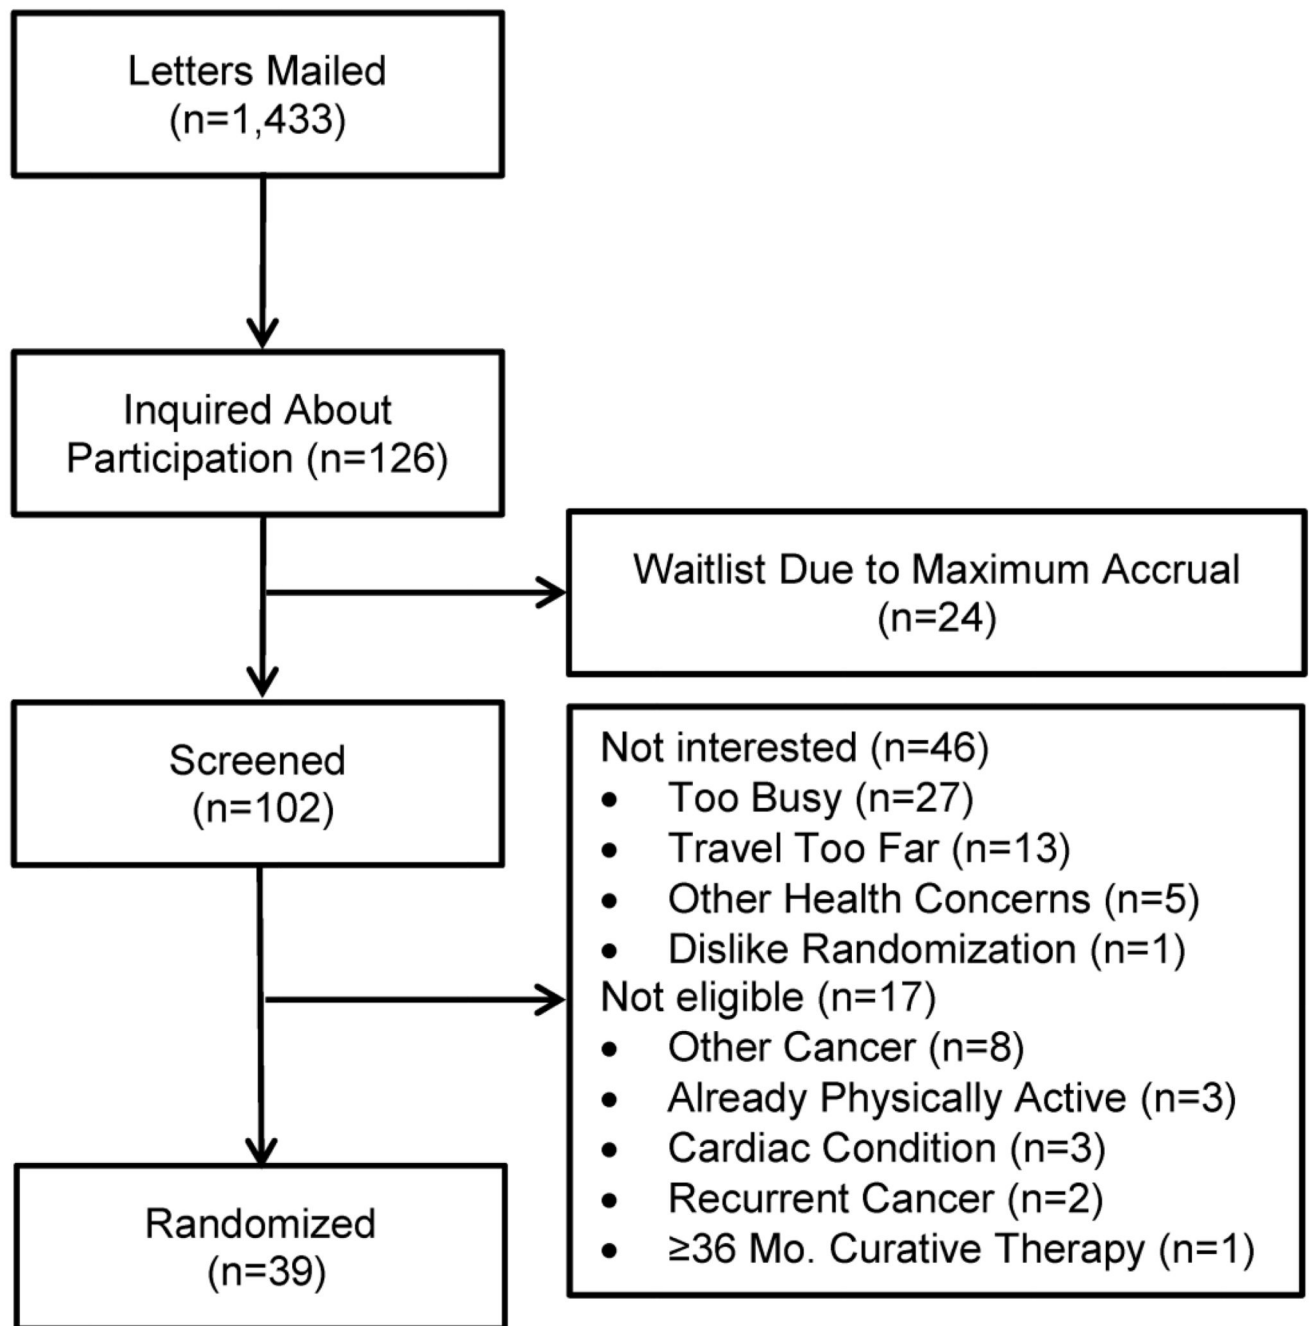 Letters Mailed
(n=1,433)
Inquired About
Participation (n=126)
Waitlist Due to Maximum Accrual
(n=24)
Screened
(n=102)
Not interested (n=46)
• Too Busy (n=27)
• Travel Too Far (n=13)
• Other Health Concerns (n=5)
• Dislike Randomization (n=1)
Not eligible (n=17)
• Other Cancer (n=8)
• Already Physically Active (n=3)
• Cardiac Condition (n=3)
• Recurrent Cancer (n=2)
• ≥36 Mo. Curative Therapy (n=1)
Randomized
(n=39)